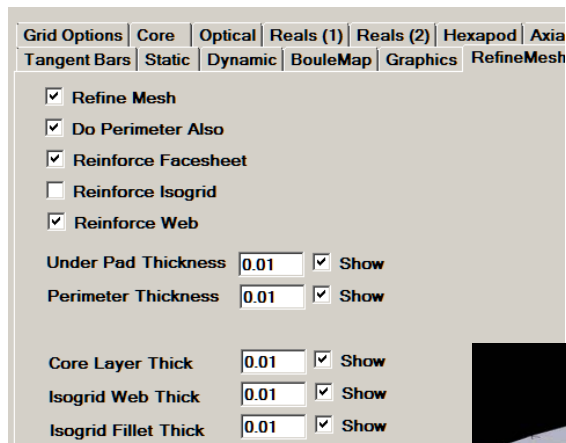 Grid Options Core Optical Reals (1) Reals (2) Hexapod Axia
Tangent Bars Static Dynamic BouleMap Graphics RefineMesh
Refine Mesh
Do Perimeter Also
Reinforce Facesheet
Reinforce Isogrid
Reinforce Web
Under Pad Thickness 0.01 Show
Perimeter Thickness 0.01 Show
Core Layer Thick 0.01 Show
Isogrid Web Thick 0.01 Show
Isogrid Fillet Thick 0.01 Show